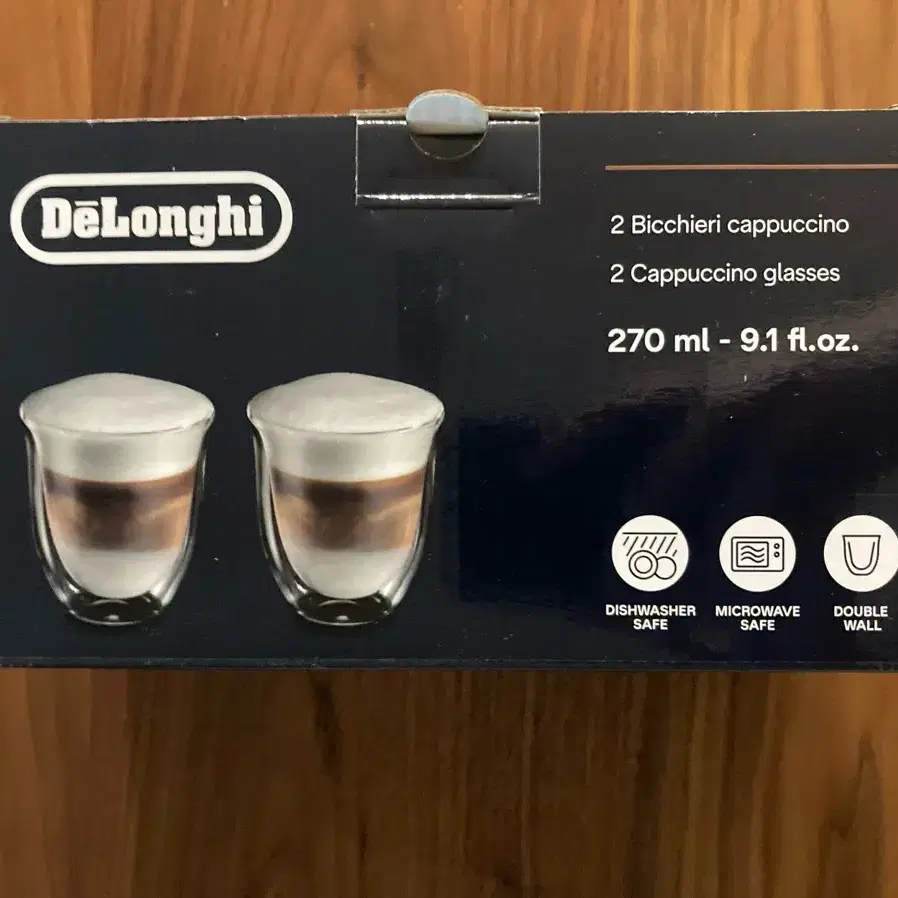 DēLonghi
2 Bicchieri cappuccino
2 Cappuccino glasses
270 ml - 9.1 fl.oz.
DISHWASHER
SAFE
MICROWAVE
SAFE
DOUBLE
WALL